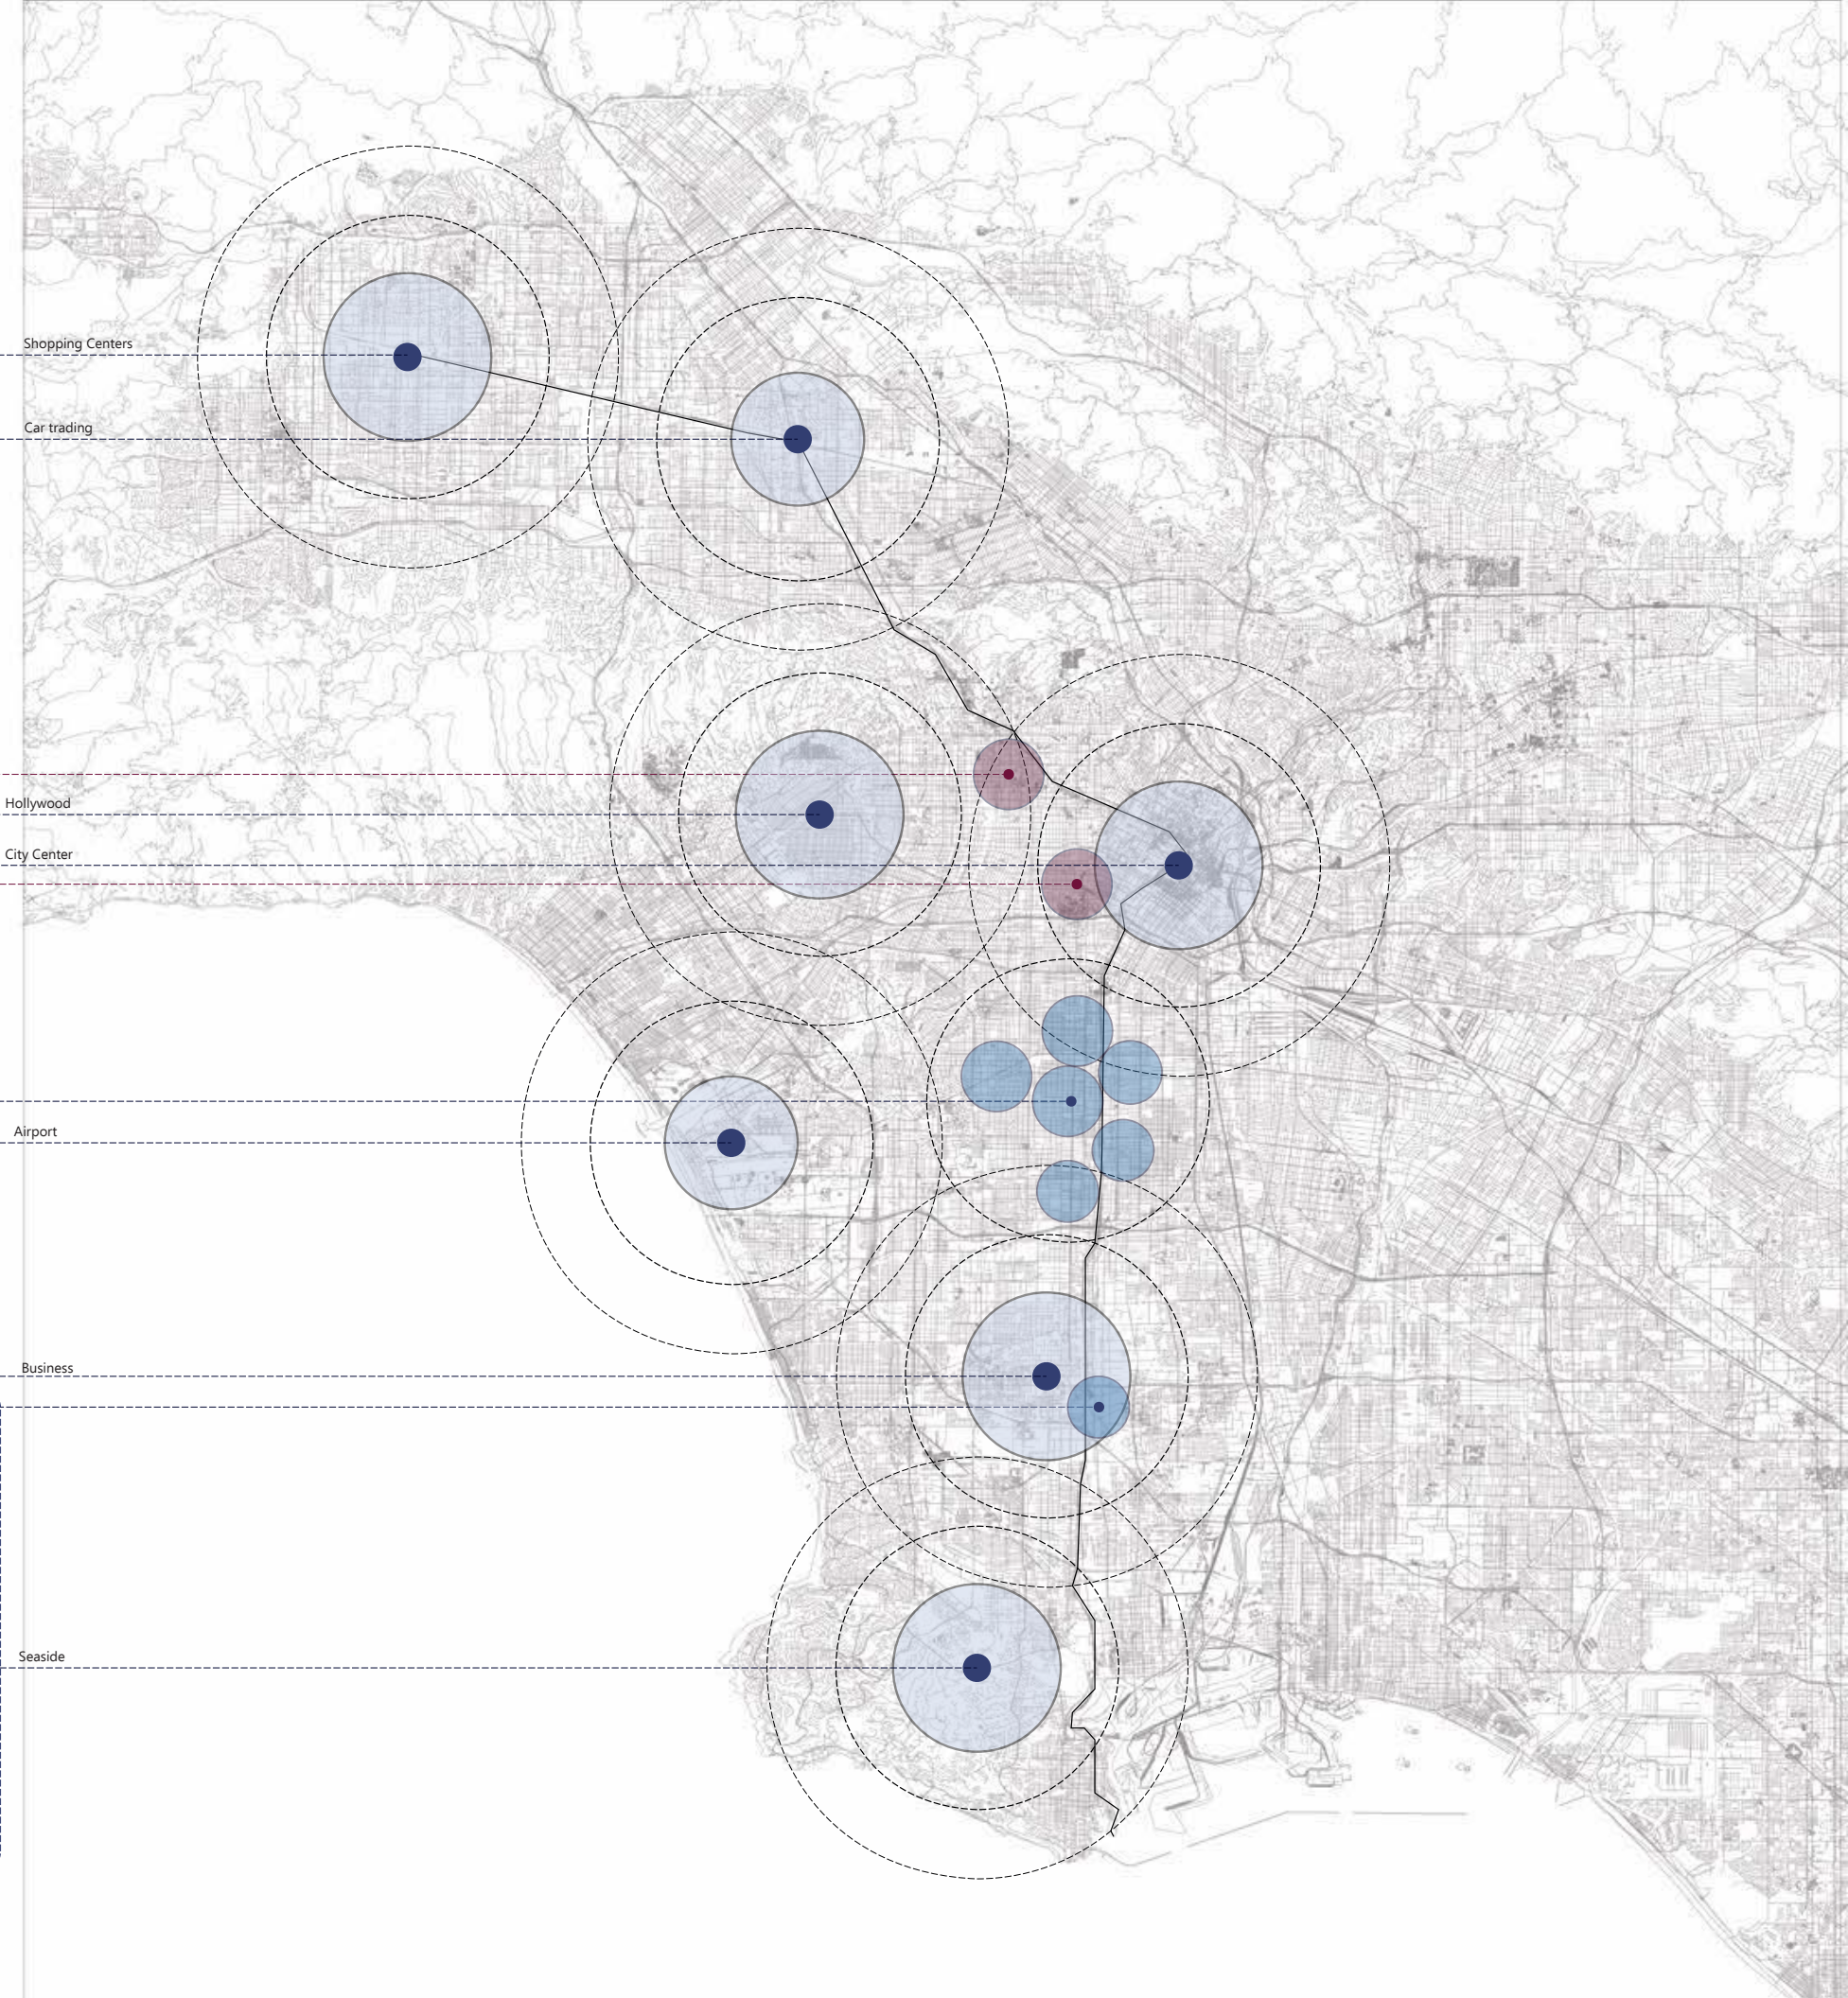 Shopping Centers
Car trading
Hollywood
City Center
Airport
Business
Seaside